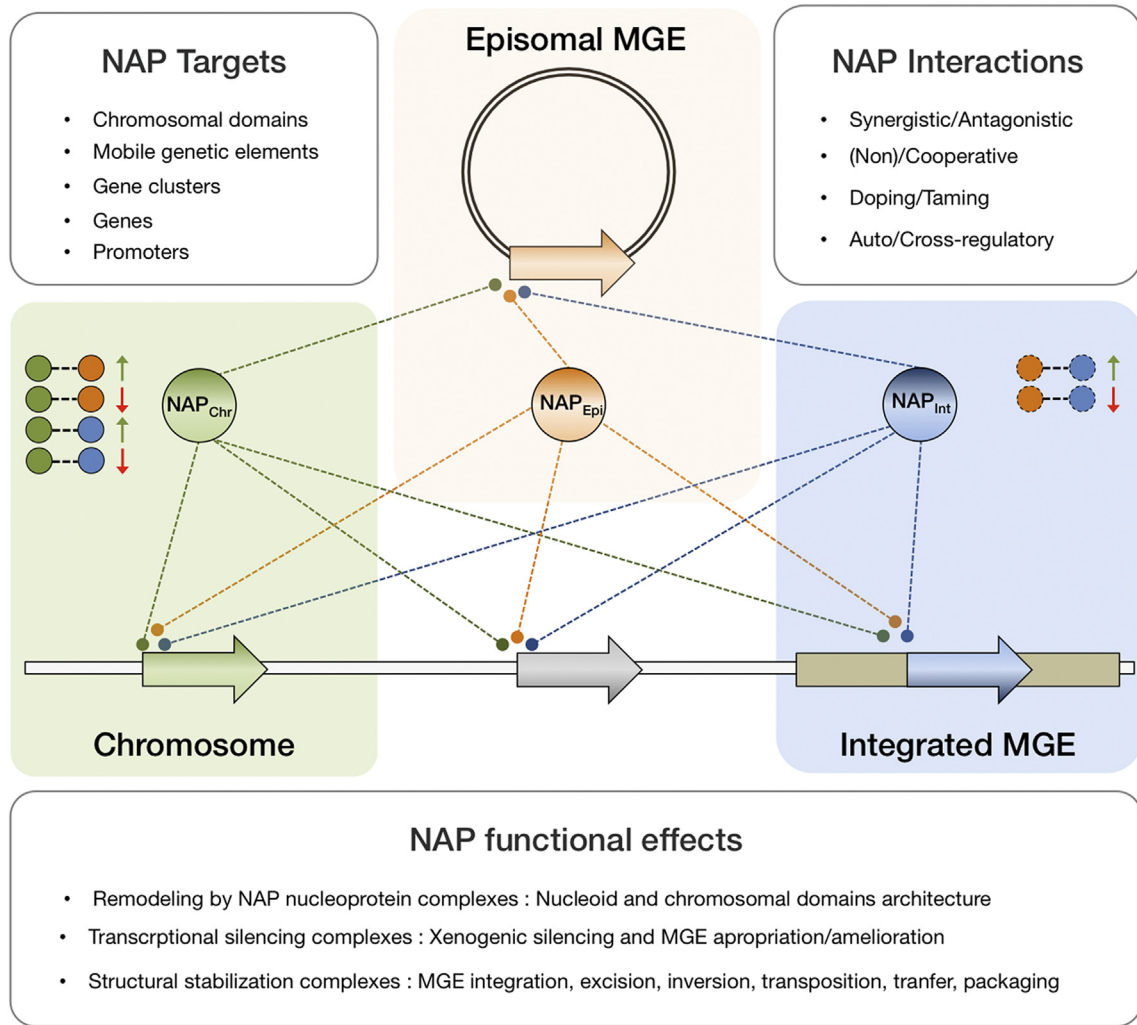 NAP Targets
• Chromosomal domains
• Mobile genetic elements
• Gene clusters
• Genes
• Promoters
Episomal MGE
NAP Interactions
• Synergistic/Antagonistic
• (Non)/Cooperative
• Doping/Taming
• Auto/Cross-regulatory
NAPChr
NAPEpi
NAPInt
Chromosome
Integrated MGE
NAP functional effects
• Remodeling by NAP nucleoprotein complexes : Nucleoid and chromosomal domains architecture
• Transcrptional silencing complexes : Xenogenic silencing and MGE apropriation/amelioration
• Structural stabilization complexes : MGE integration, excision, inversion, transposition, tranfer, packaging